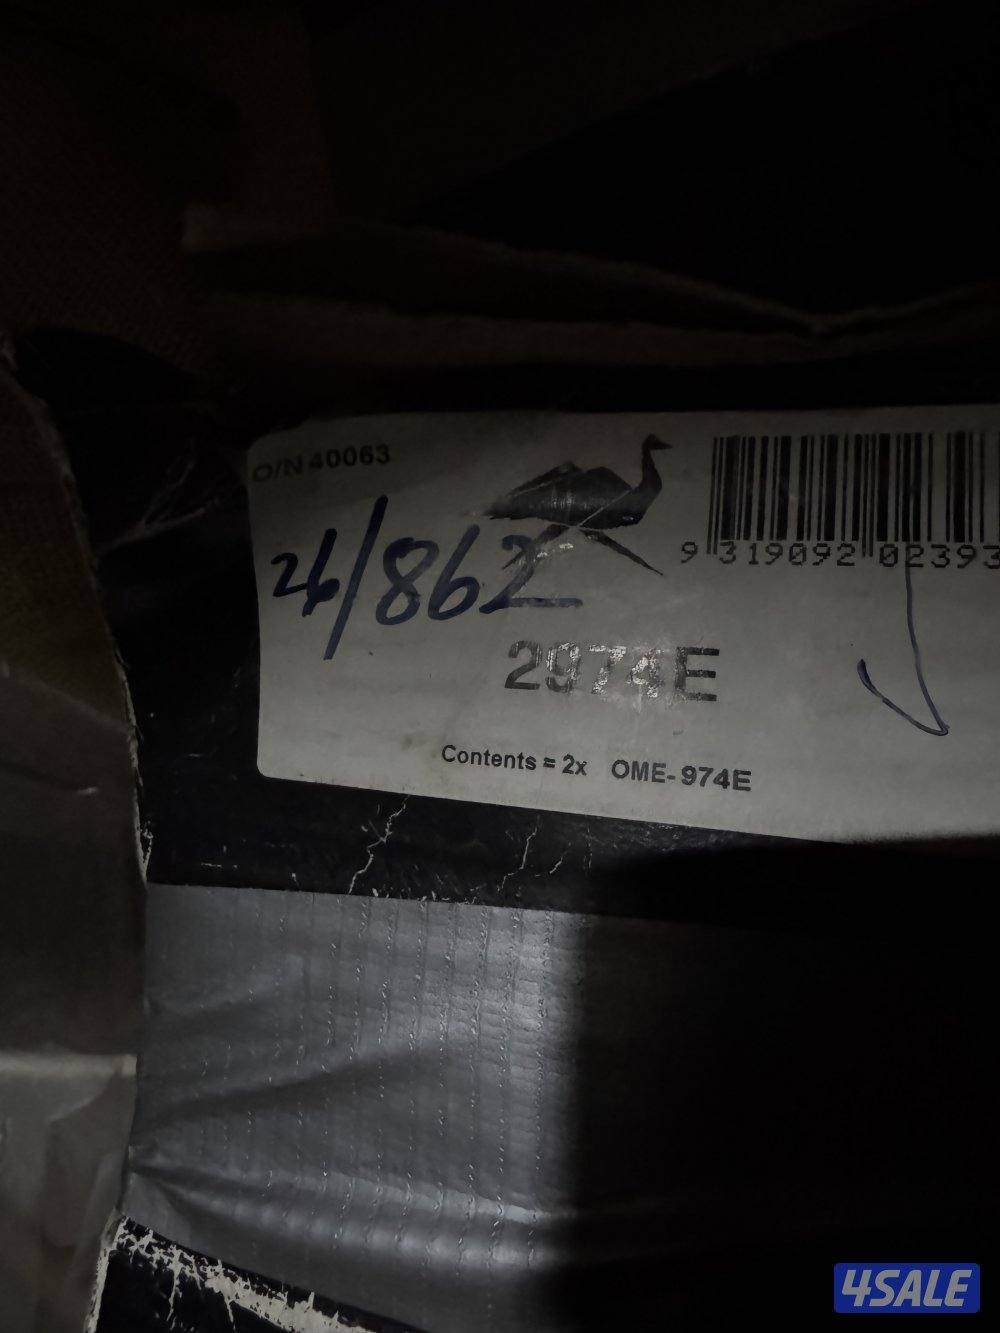 O/N 40063
9 319092 02393
24/862
2974E
Contents = 2x OME-974E
4SALE